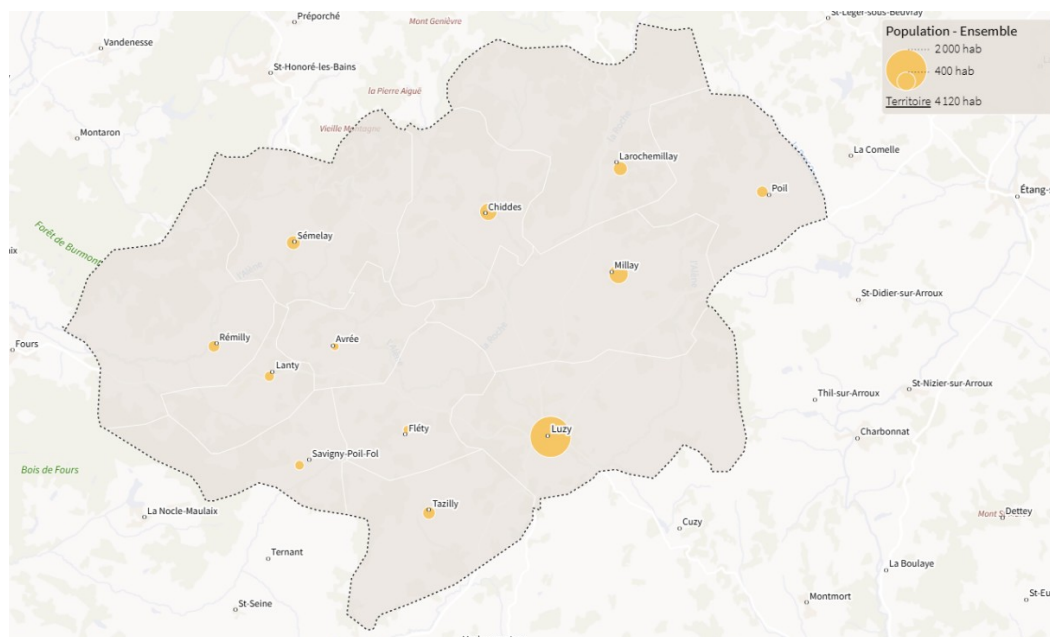 Préporché
Mont Genièvre
St-Léger-sous-Beuvray
Vandenesse
Population - Ensemble
2 000 hab
400 hab
Territoire 4 120 hab
St-Honoré-les-Bains
la Pierre Aiguë
Vieille Montagne
Montaron
La Comelle
Larochemillay
Poil
Étang-s
Chiddes
Forêt de Burmont
Sémelay
Millay
St-Didier-sur-Arroux
Rémilly
Avrée
Fours
Lanty
St-Nizier-sur-Arroux
Thil-sur-Arroux
Fléty
Luzy
Charbonnat
Savigny-Poil-Fol
Bois de Fours
La Nocle-Maulaix
Tazilly
Cuzy
Dettey
Ternant
La Boulaye
St-Seine
Montmort
St-Eu